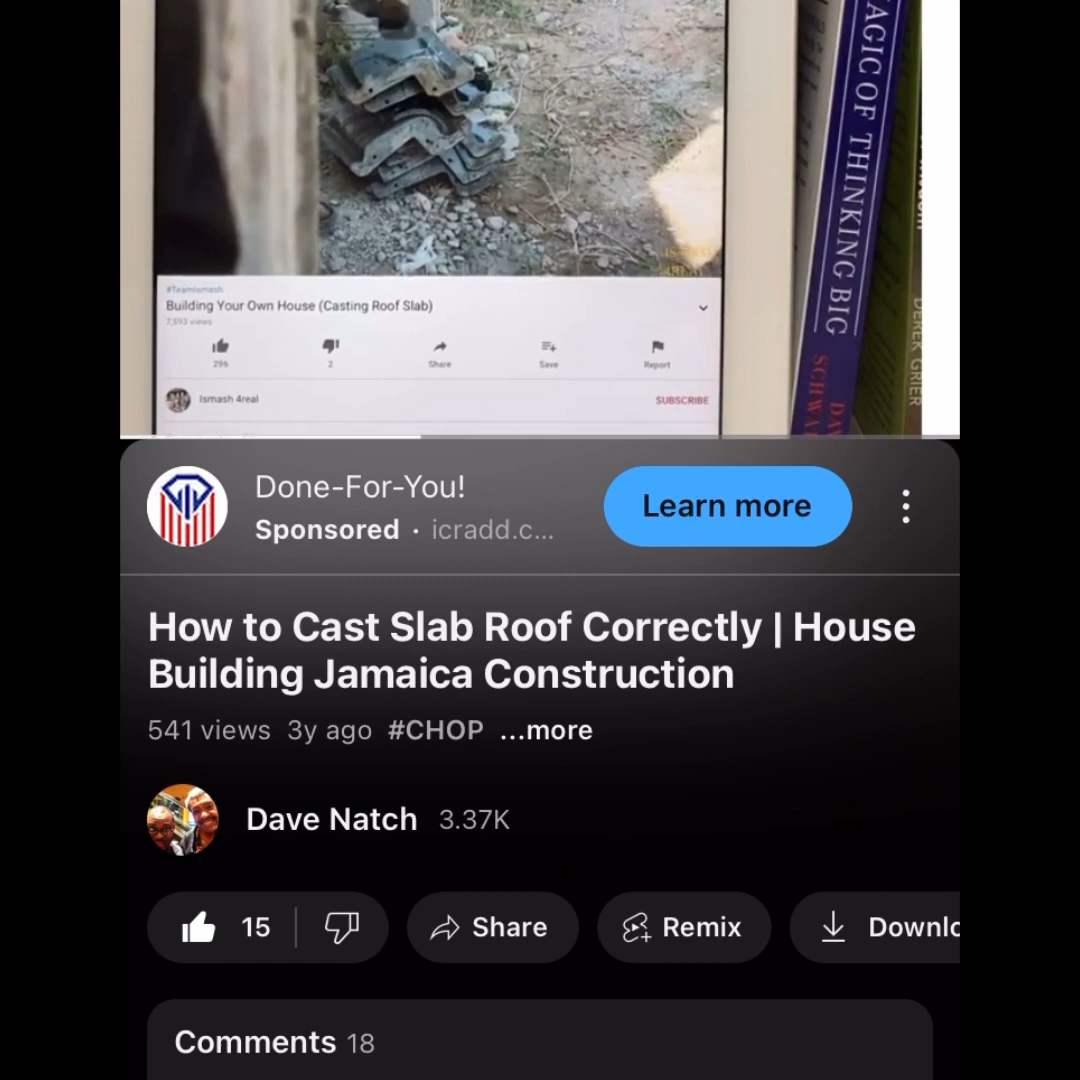 AGIC OF THINKING BIG
DA
SCHWA
DEREK GRIER
#TeamIsmash
Building Your Own House (Casting Roof Slab)
7,593 views
296
2
Share
Save
Report
Ismash 4real
SUBSCRIBE
Done-For-You!
Sponsored · icradd.c...
Learn more
How to Cast Slab Roof Correctly | House
Building Jamaica Construction
541 views 3y ago #CHOP ...more
Dave Natch 3.37K
15
Share
Remix
Downlo
Comments 18